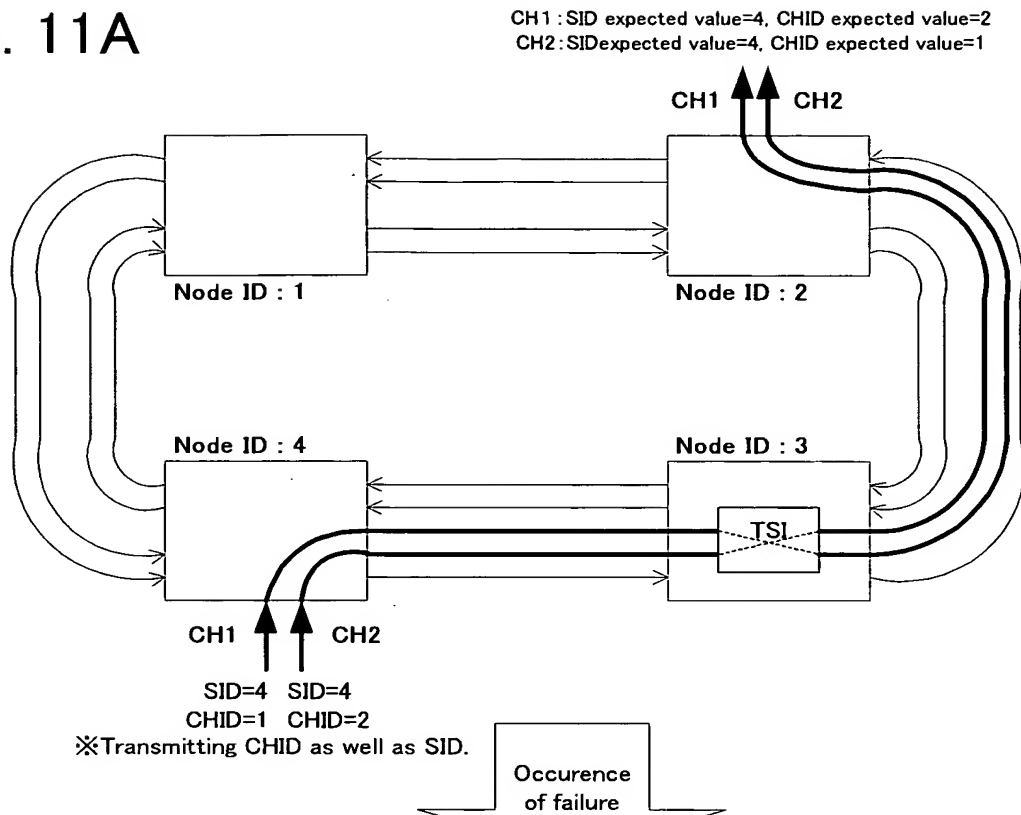 . 11A
CH1 : SID expected value=4, CHID expected value=2
CH2 : SIDexpected value=4, CHID expected value=1
CH1 CH2
Node ID : 1 Node ID : 2
Node ID : 4 Node ID : 3
TSI
CH1 CH2
SID=4 SID=4
CHID=1 CHID=2
※Transmitting CHID as well as SID.
Occurence
of failure